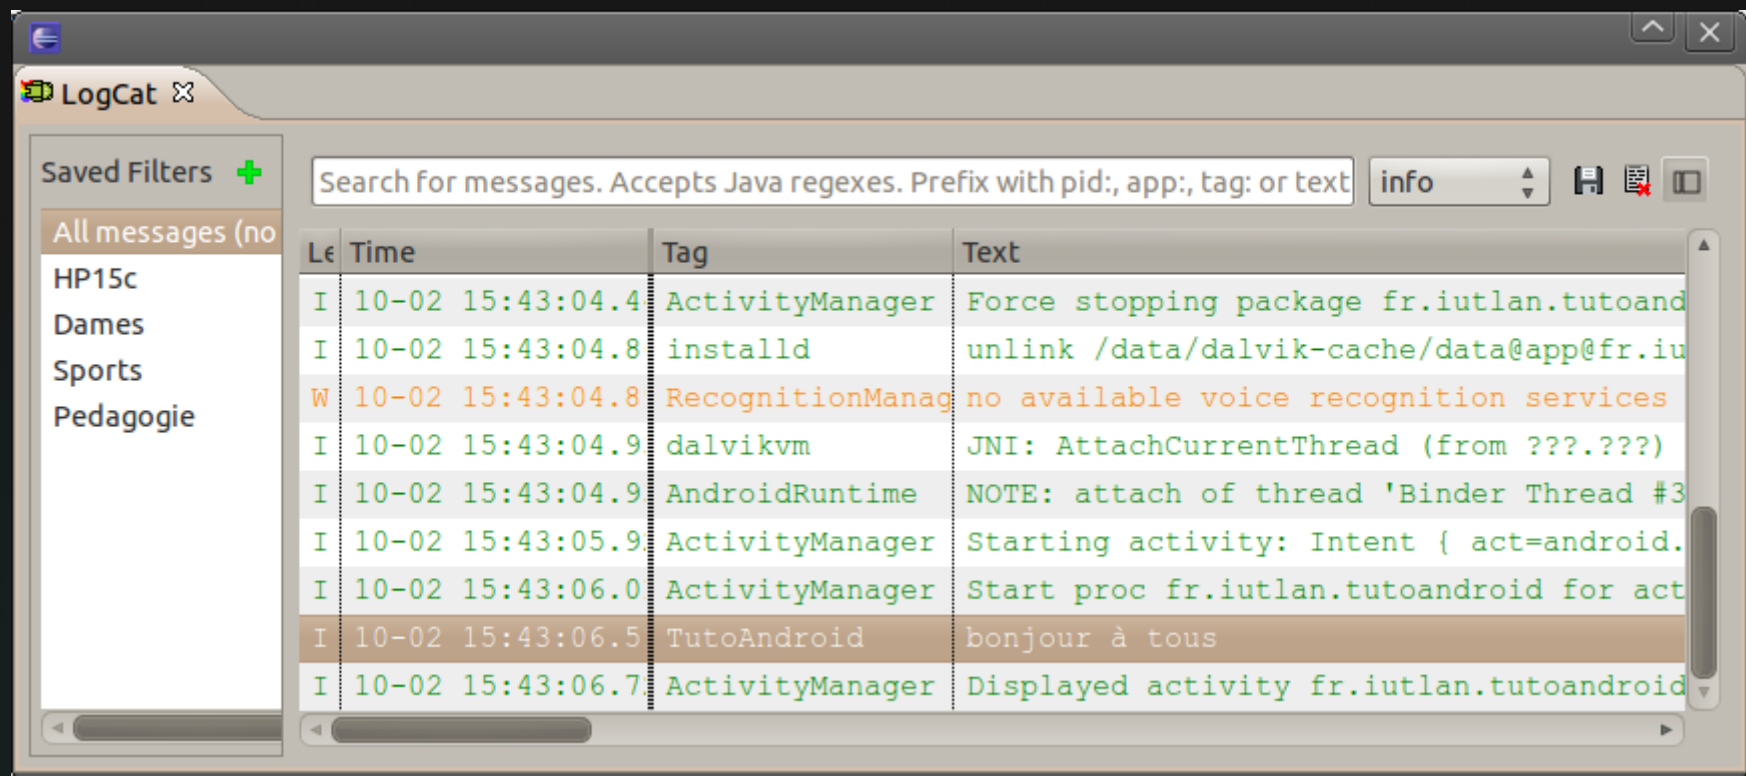 LogCat
Saved Filters
All messages (no
HP15c
Dames
Sports
Pedagogie
Search for messages. Accepts Java regexes. Prefix with pid:, app:, tag: or text
info
Le Time Tag Text
I 10-02 15:43:04.4 ActivityManager Force stopping package fr.iutlan.tutoand
I 10-02 15:43:04.8 installd unlink /data/dalvik-cache/data@app@fr.iu
W 10-02 15:43:04.8 RecognitionManag no available voice recognition services
I 10-02 15:43:04.9 dalvikvm JNI: AttachCurrentThread (from ???.???)
I 10-02 15:43:04.9 AndroidRuntime NOTE: attach of thread 'Binder Thread #3
I 10-02 15:43:05.9 ActivityManager Starting activity: Intent { act=android.
I 10-02 15:43:06.0 ActivityManager Start proc fr.iutlan.tutoandroid for act
I 10-02 15:43:06.5 TutoAndroid bonjour à tous
I 10-02 15:43:06.7 ActivityManager Displayed activity fr.iutlan.tutoandroid